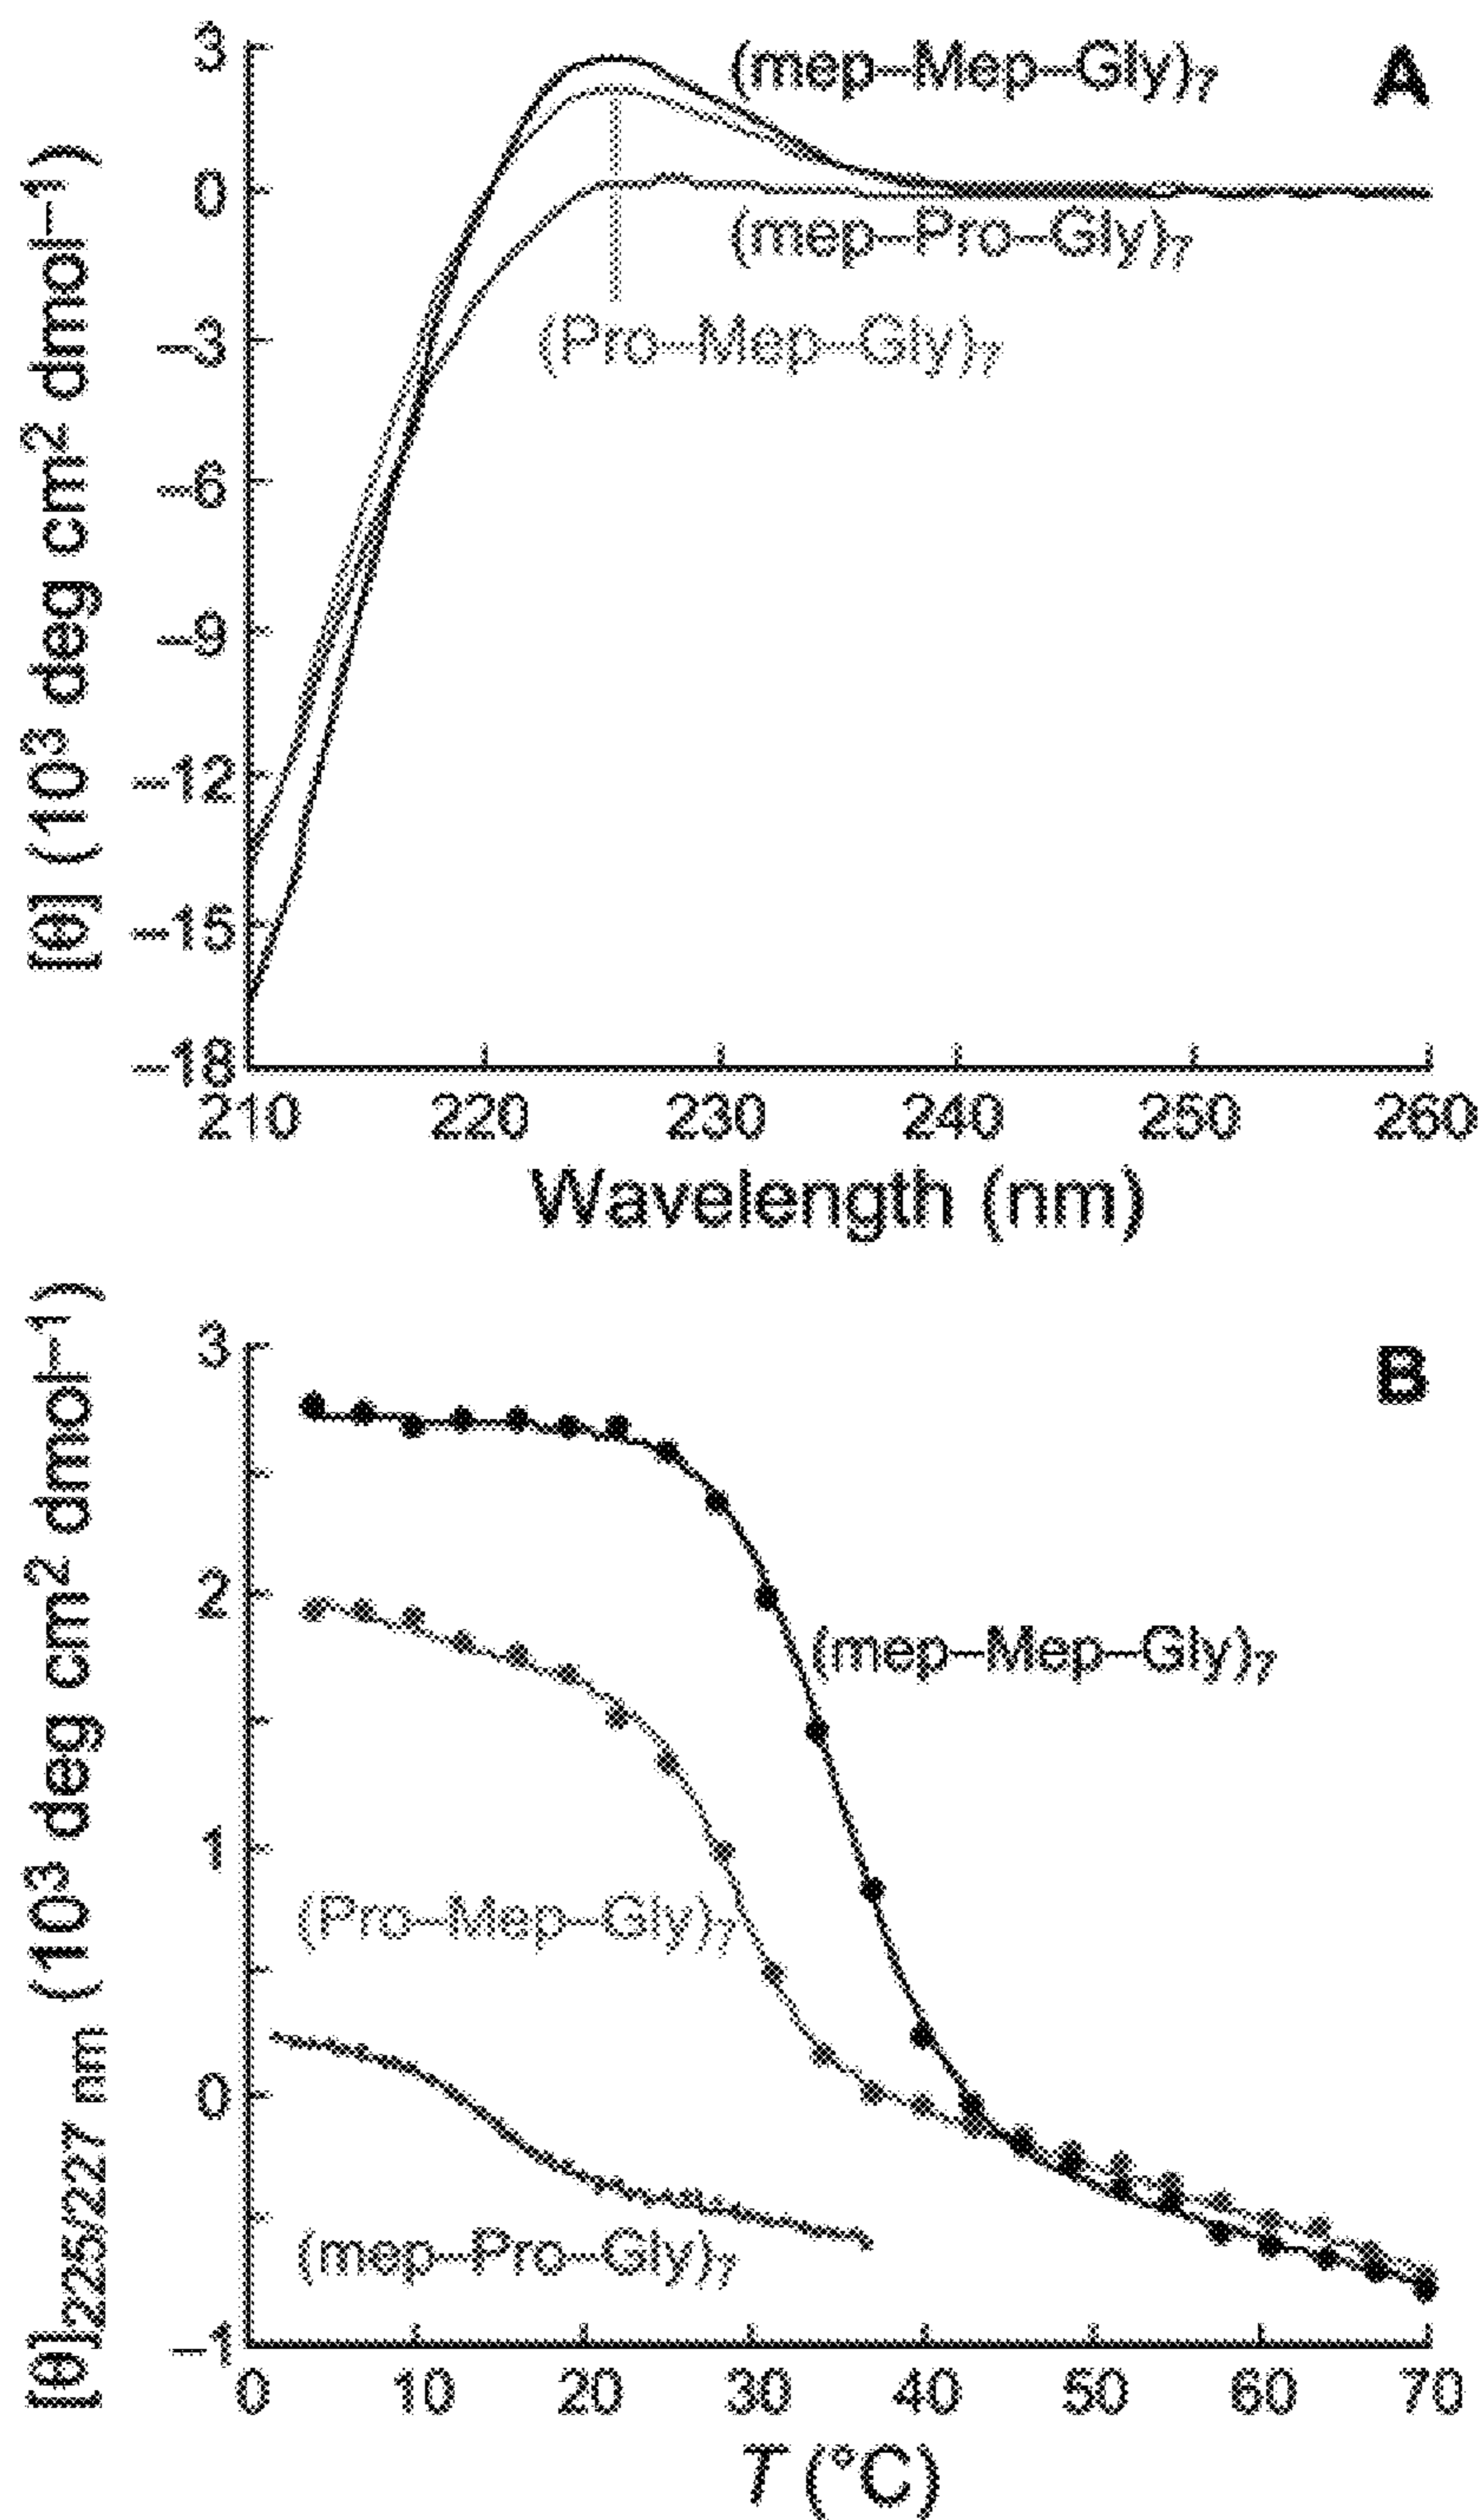 A
[θ] (10³ deg cm² dmol–1)
3
0
–3
–6
–9
–12
–15
–18
(mep–Mep–Gly)7
(mep–Pro–Gly)7
(Pro–Mep–Gly)7
210 220 230 240 250 260
Wavelength (nm)
B
[θ]225/227 nm (10³ deg cm² dmol–1)
3
2
1
0
–1
(mep–Mep–Gly)7
(Pro–Mep–Gly)7
(mep–Pro–Gly)7
0 10 20 30 40 50 60 70
T (°C)